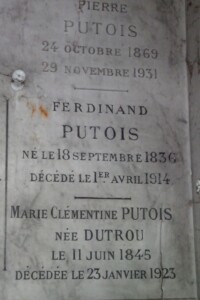 PIERRE
PUTOIS
24 OCTOBRE 1869
29 NOVEMBRE 1931
FERDINAND
PUTOIS
NÉ LE 18 SEPTEMBRE 1836
DÉCÉDÉ LE 1ER AVRIL 1914
MARIE CLÉMENTINE PUTOIS
NÉE DUTROU
LE 11 JUIN 1845
DÉCÉDÉE LE 23 JANVIER 1923